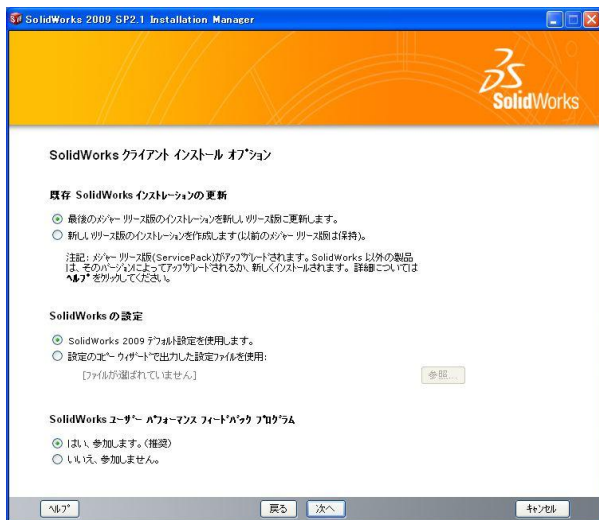 SolidWorks 2009 SP2.1 Installation Manager
SolidWorks
SolidWorks クライアント インストール オプション
既存 SolidWorks インストレーションの更新
最後のメジャー リリース版のインストレーションを新しいリリース版に更新します。
新しいリリース版のインストレーションを作成します(以前のメジャー リリース版は保持)。
注記: メジャー リリース版(ServicePack)がアップグレードされます。SolidWorks 以外の製品
は、そのバージョンによってアップグレードされるか、新しくインストールされます。詳細については
ヘルプ をクリックしてください。
SolidWorks の設定
SolidWorks 2009 デフォルト設定を使用します。
設定のコピー ウィザードで出力した設定ファイルを使用:
[ファイルが選ばれていません]
参照...
SolidWorks ユーザー パフォーマンス フィードバック プログラム
はい、参加します。(推奨)
いいえ、参加しません。
ヘルプ
戻る
次へ
キャンセル